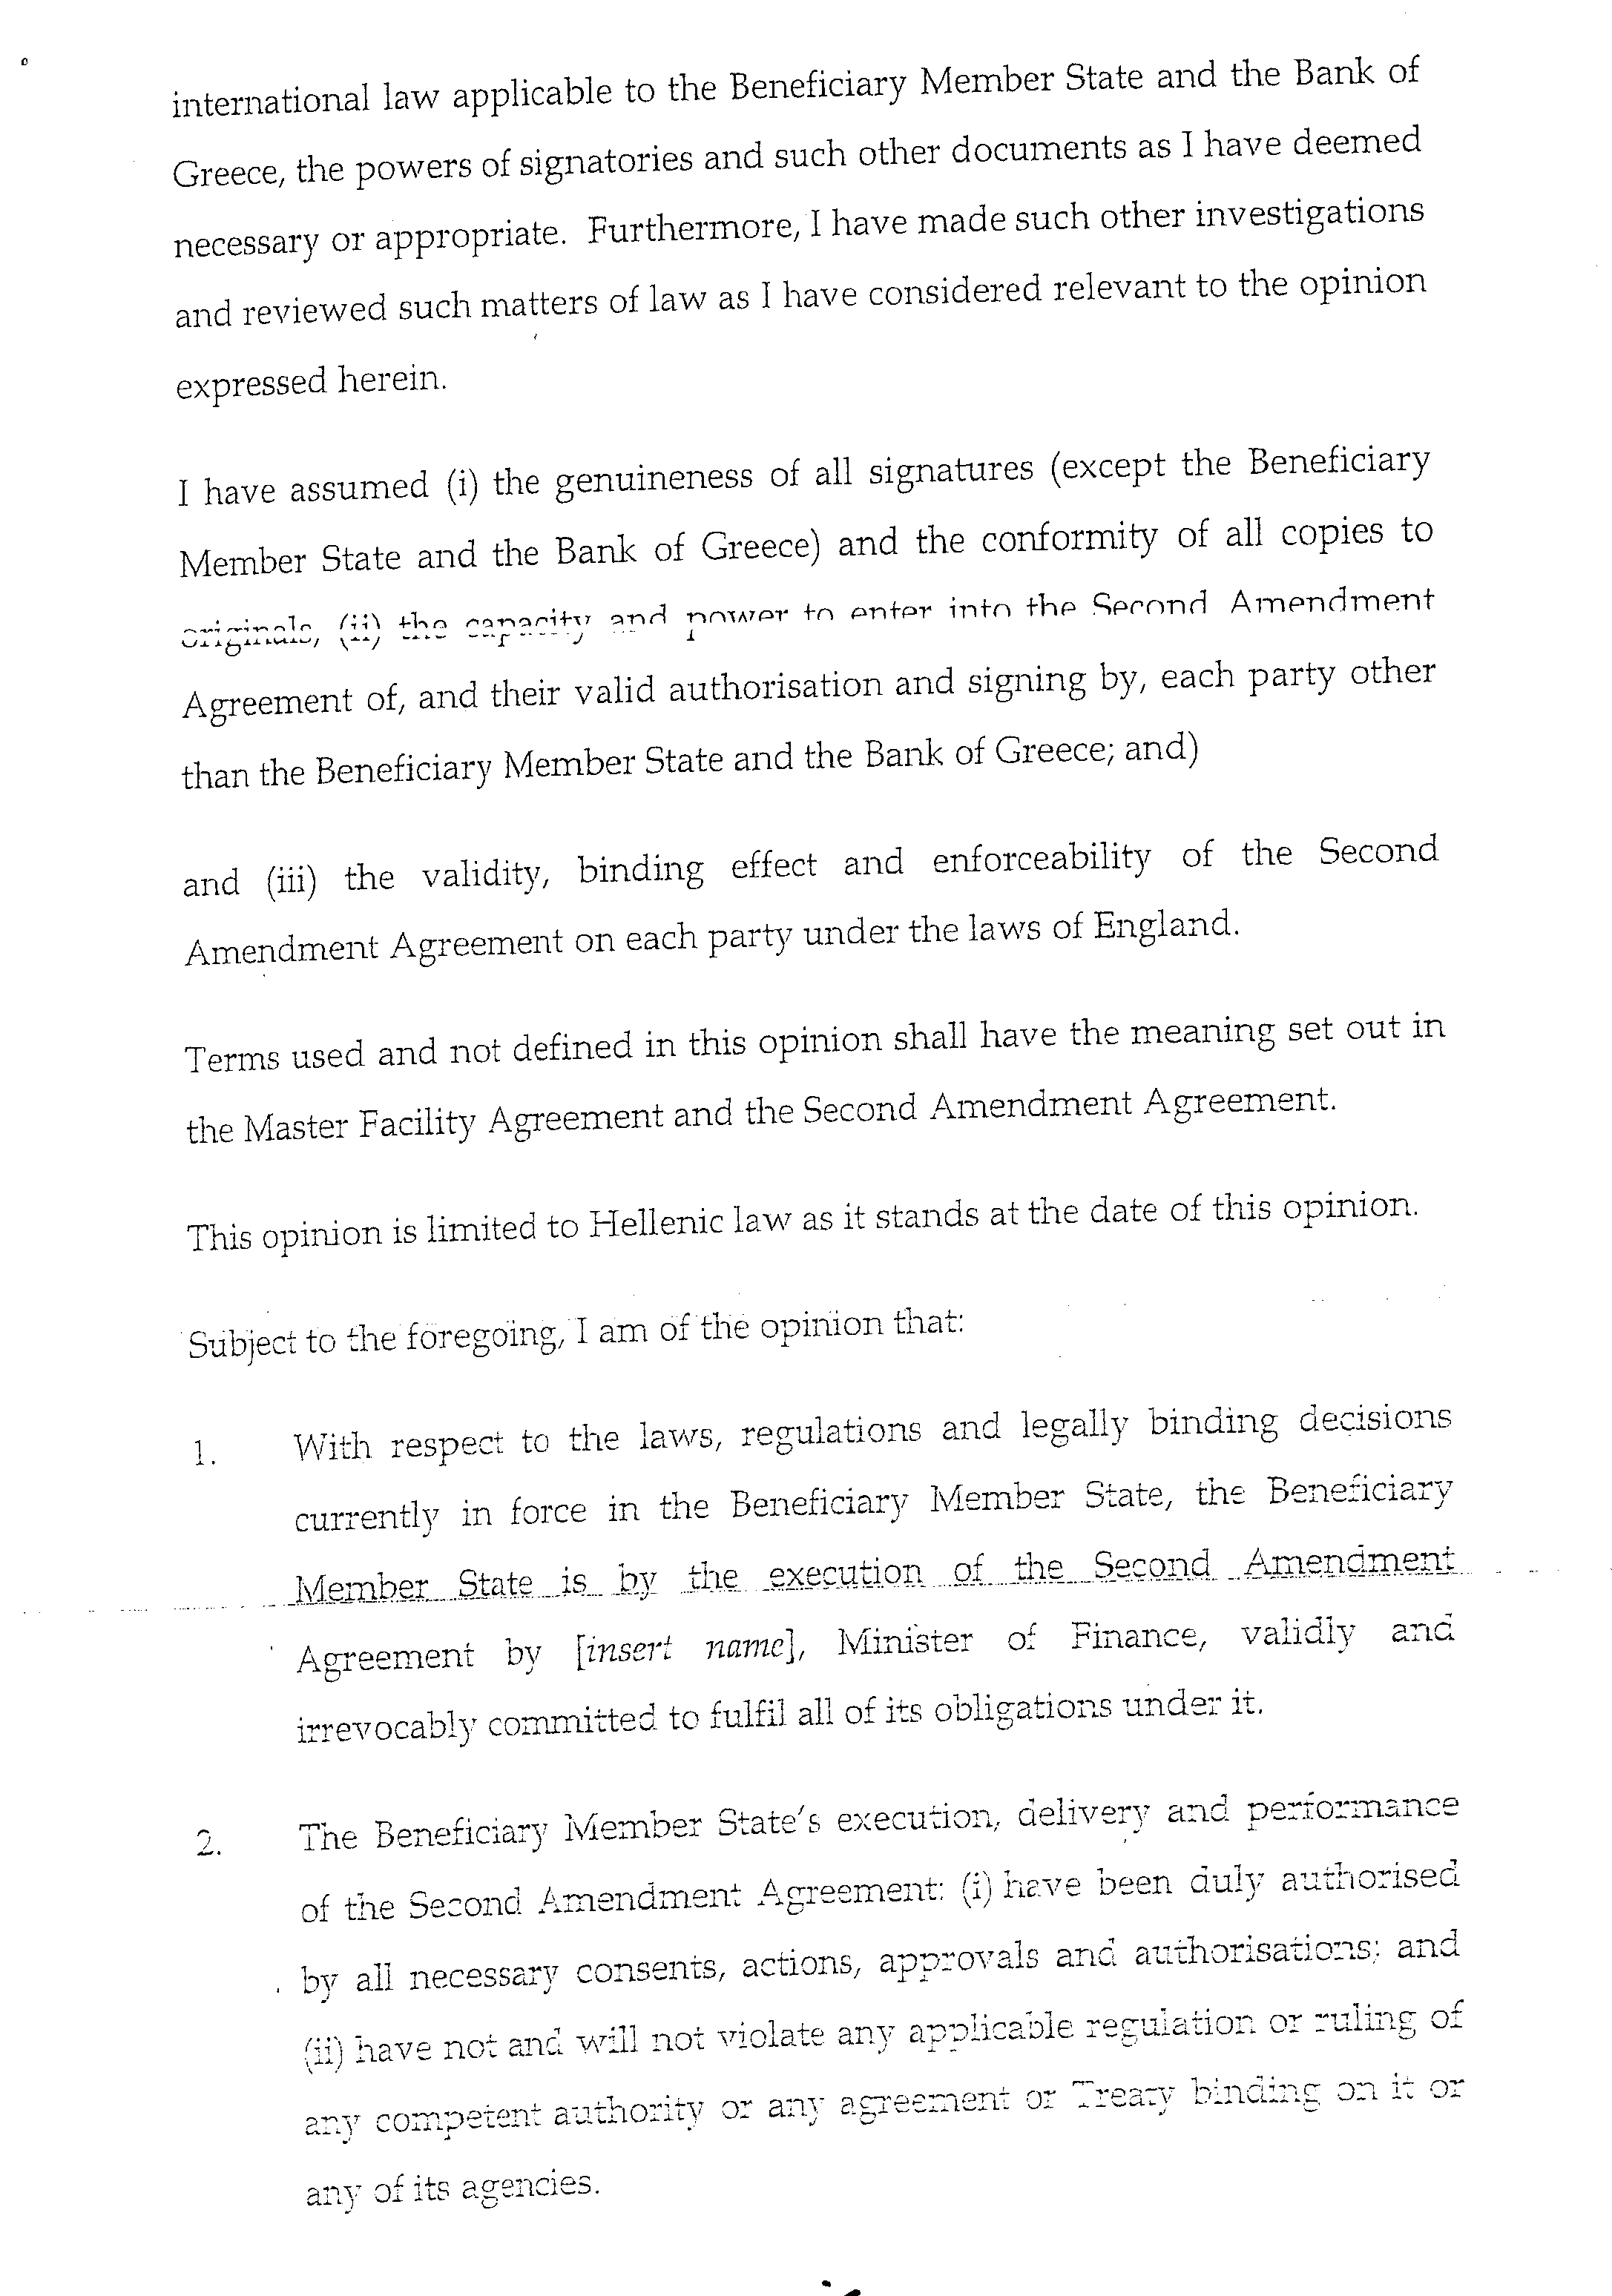 international law applicable to the Beneficiary Member State and the Bank of
Greece, the powers of signatories and such other documents as I have deemed
necessary or appropriate. Furthermore, I have made such other investigations
and reviewed such matters of law as I have considered relevant to the opinion
expressed herein.
I have assumed (i) the genuineness of all signatures (except the Beneficiary
Member State and the Bank of Greece) and the conformity of all copies to
originals, (ii) the capacity and power to enter into the Second Amendment
Agreement of, and their valid authorisation and signing by, each party other
than the Beneficiary Member State and the Bank of Greece; and)
and (iii) the validity, binding effect and enforceability of the Second
Amendment Agreement on each party under the laws of England.
Terms used and not defined in this opinion shall have the meaning set out in
the Master Facility Agreement and the Second Amendment Agreement.
This opinion is limited to Hellenic law as it stands at the date of this opinion.
Subject to the foregoing, I am of the opinion that:
1. With respect to the laws, regulations and legally binding decisions
currently in force in the Beneficiary Member State, the Beneficiary
Member State is by the execution of the Second Amendment
Agreement by [insert name], Minister of Finance, validly and
irrevocably committed to fulfil all of its obligations under it.
2. The Beneficiary Member State's execution, delivery and performance
of the Second Amendment Agreement: (i) have been duly authorised
by all necessary consents, actions, approvals and authorisations; and
(ii) have not and will not violate any applicable regulation or ruling of
any competent authority or any agreement or Treaty binding on it or
any of its agencies.